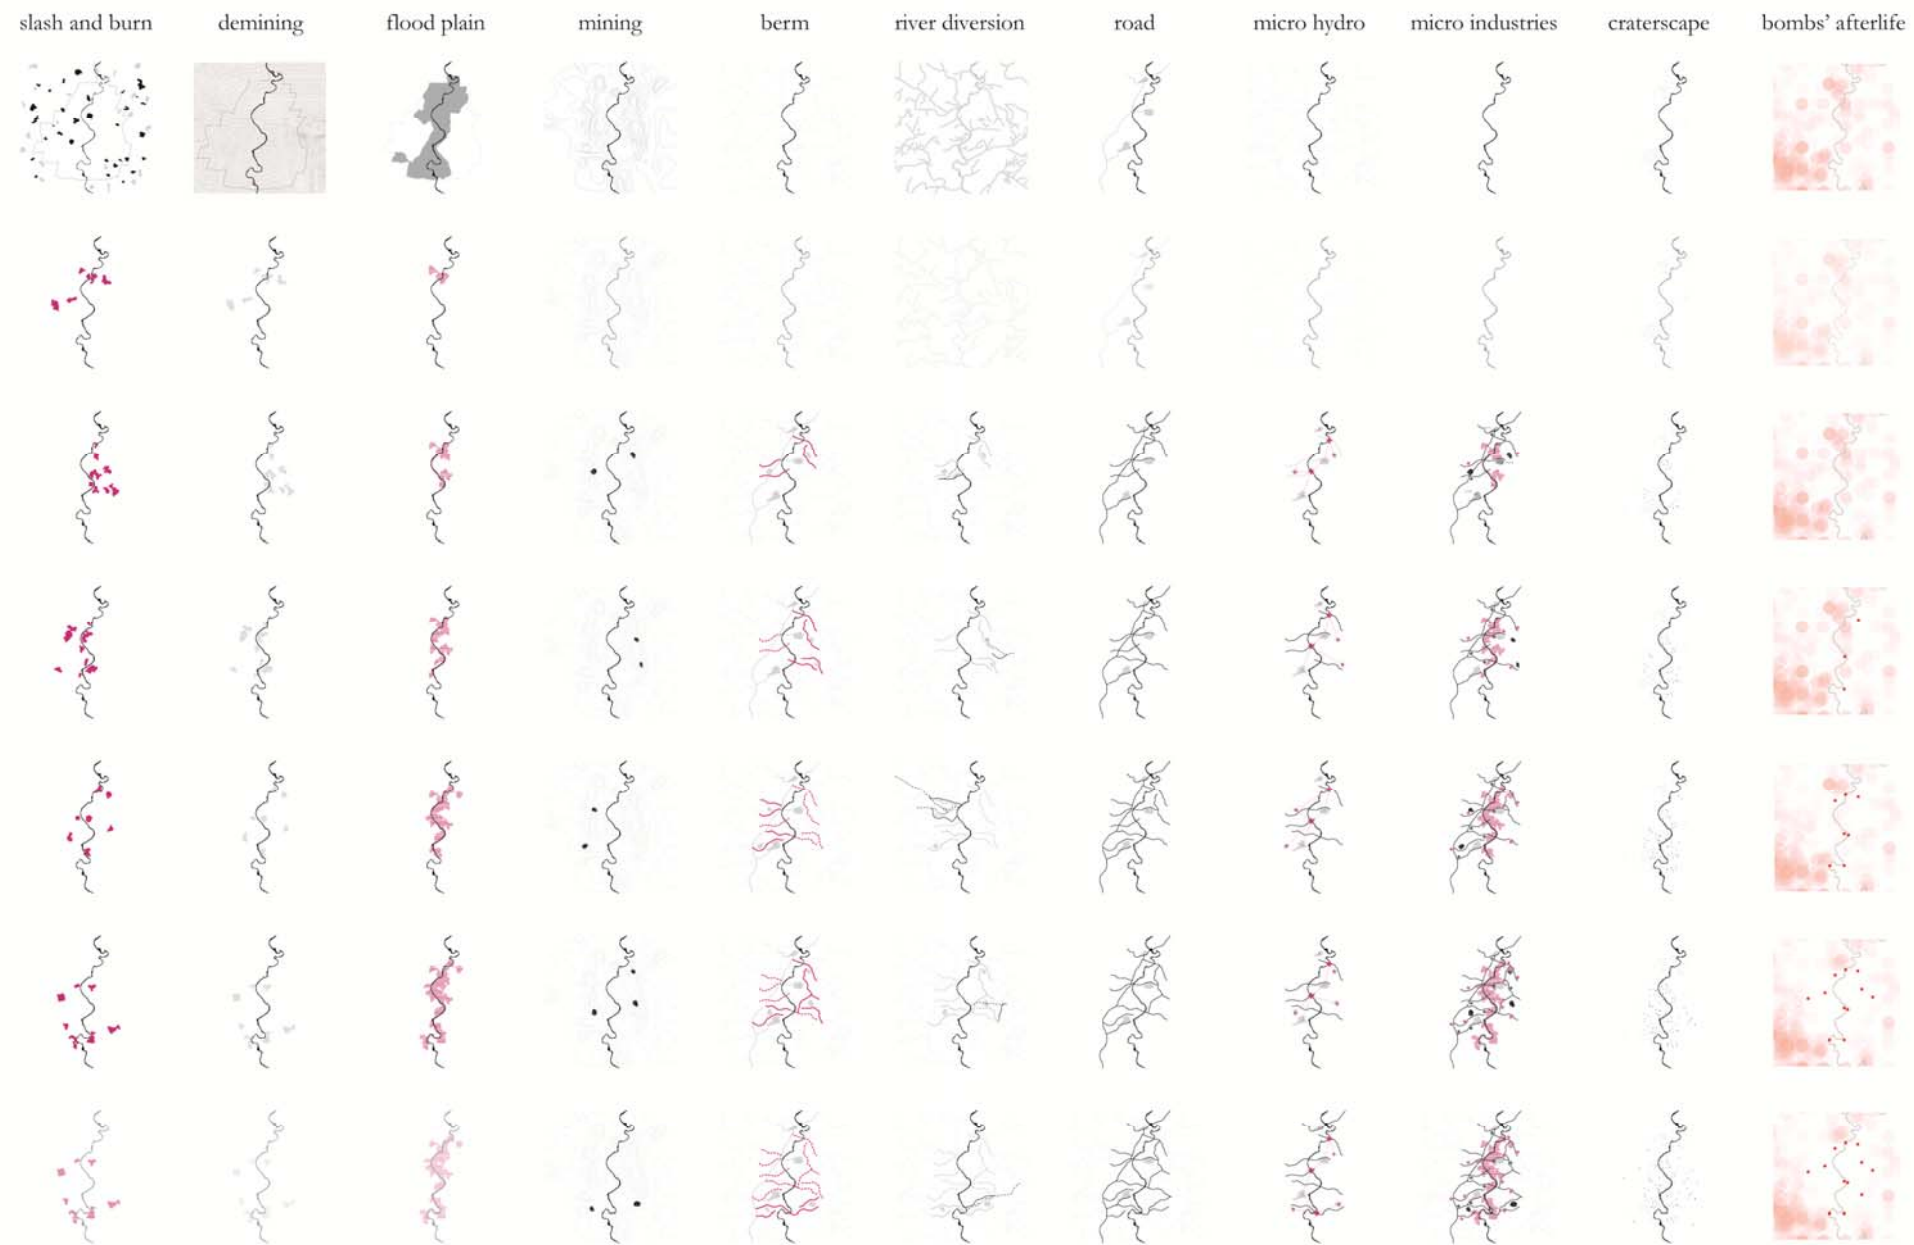 slash and burn demining flood plain mining berm river diversion road micro hydro micro industries craterscape bombs’ afterlife